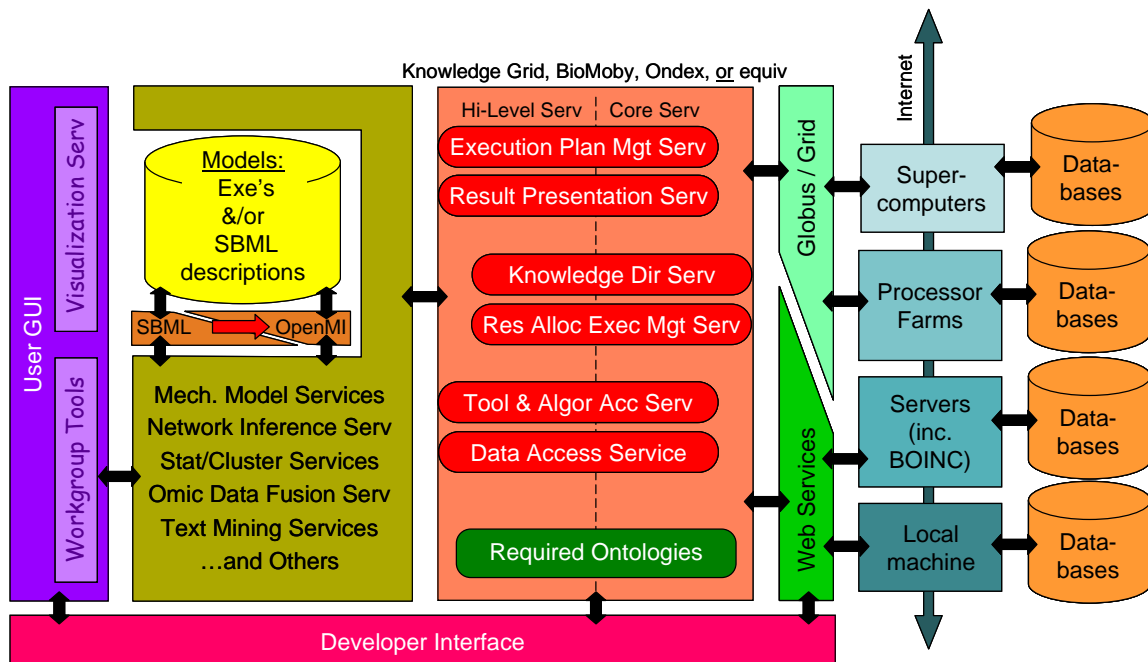 Knowledge Grid, BioMoby, Ondex, or equiv
User GUI
Visualization Serv
Workgroup Tools
Models:
Exe's
&/or
SBML
descriptions
SBML
OpenMI
Mech. Model Services
Network Inference Serv
Stat/Cluster Services
Omic Data Fusion Serv
Text Mining Services
...and Others
Hi-Level Serv
Core Serv
Execution Plan Mgt Serv
Result Presentation Serv
Knowledge Dir Serv
Res Alloc Exec Mgt Serv
Tool & Algor Acc Serv
Data Access Service
Required Ontologies
Globus / Grid
Web Services
Internet
Super-
computers
Processor
Farms
Servers
(inc.
BOINC)
Local
machine
Data-
bases
Data-
bases
Data-
bases
Data-
bases
Developer Interface